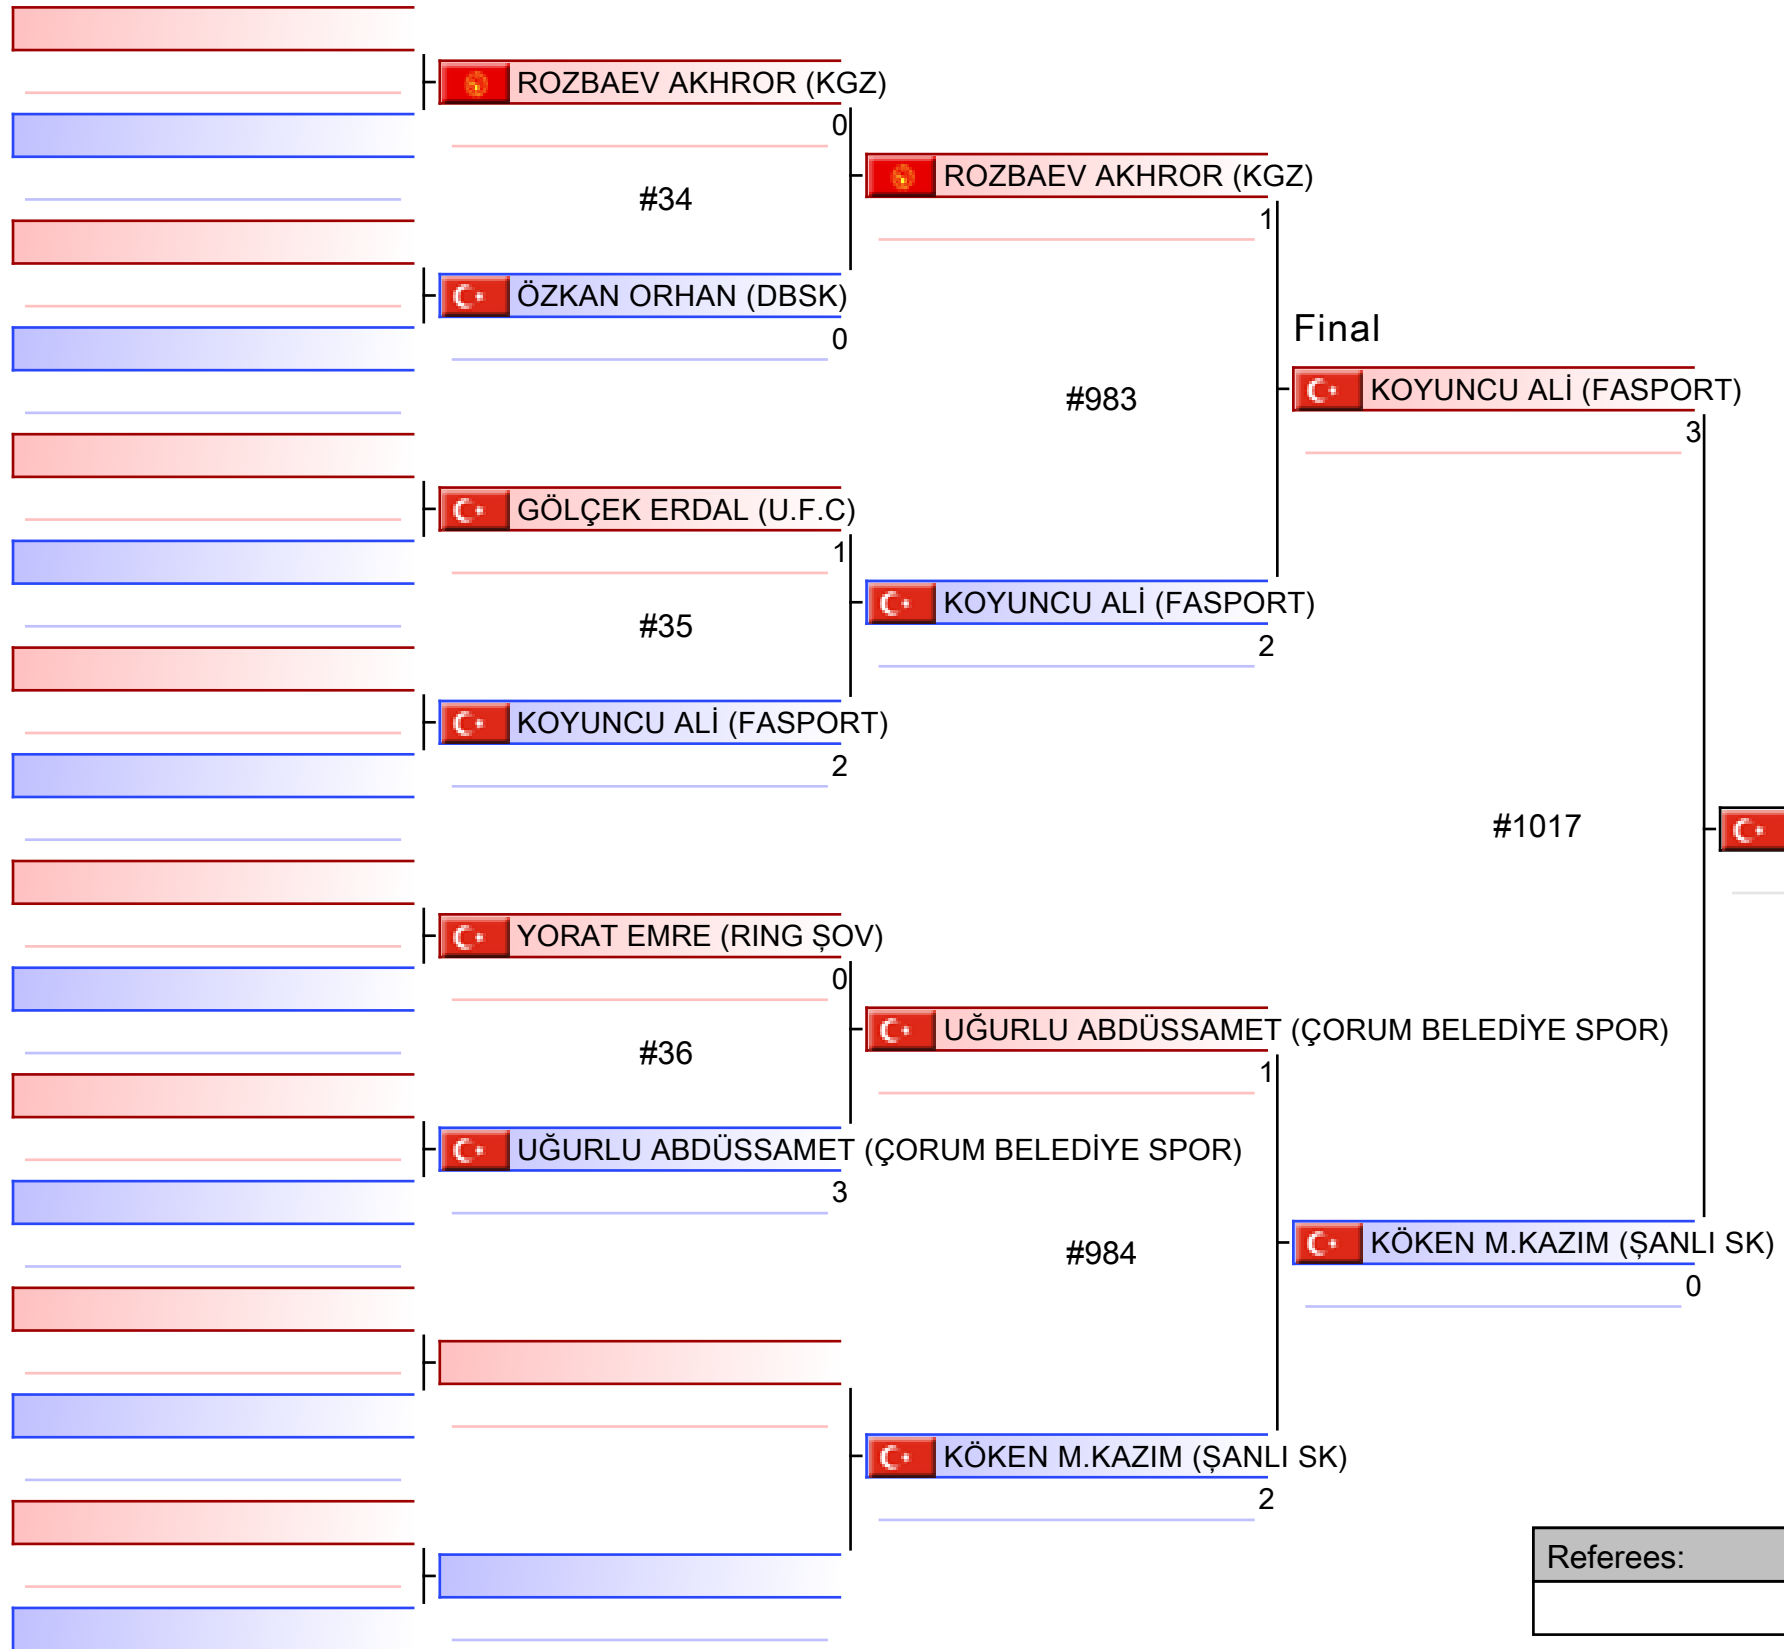 ROZBAEV AKHROR (KGZ)
0
ROZBAEV AKHROR (KGZ)
#34
1
ÖZKAN ORHAN (DBSK)
0
Final
#983
KOYUNCU ALİ (FASPORT)
3
GÖLÇEK ERDAL (U.F.C)
1
KOYUNCU ALİ (FASPORT)
#35
2
KOYUNCU ALİ (FASPORT)
2
#1017
YORAT EMRE (RING ŞOV)
0
UĞURLU ABDÜSSAMET (ÇORUM BELEDİYE SPOR)
#36
1
UĞURLU ABDÜSSAMET (ÇORUM BELEDİYE SPOR)
3
#984
KÖKEN M.KAZIM (ŞANLI SK)
0
KÖKEN M.KAZIM (ŞANLI SK)
2
Referees: